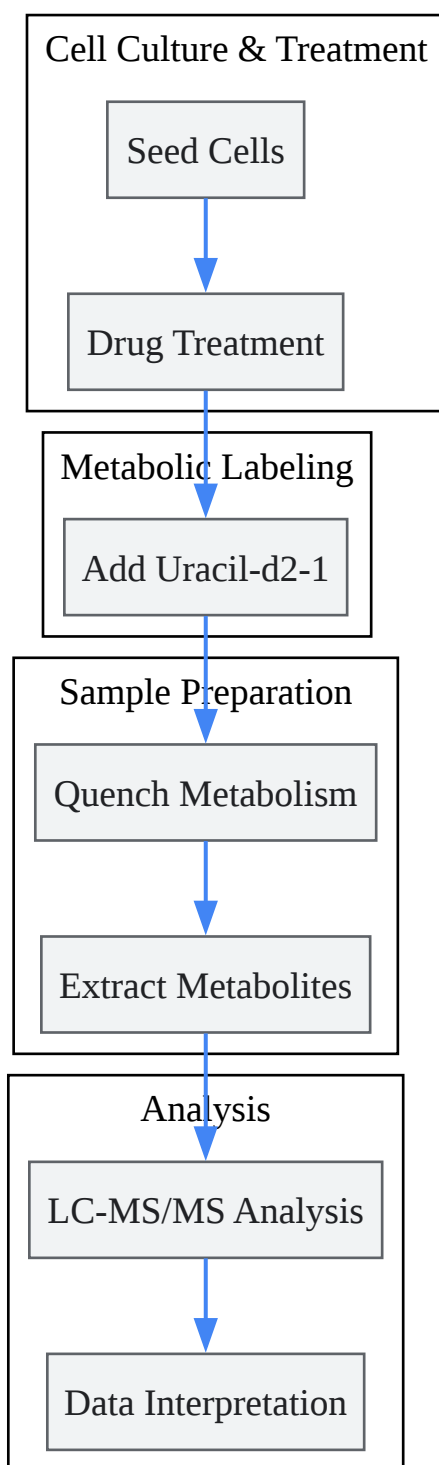 Cell Culture & Treatment
Seed Cells
Drug Treatment
Metabolic Labeling
Add Uracil-d2-1
Sample Preparation
Quench Metabolism
Extract Metabolites
Analysis
LC-MS/MS Analysis
Data Interpretation